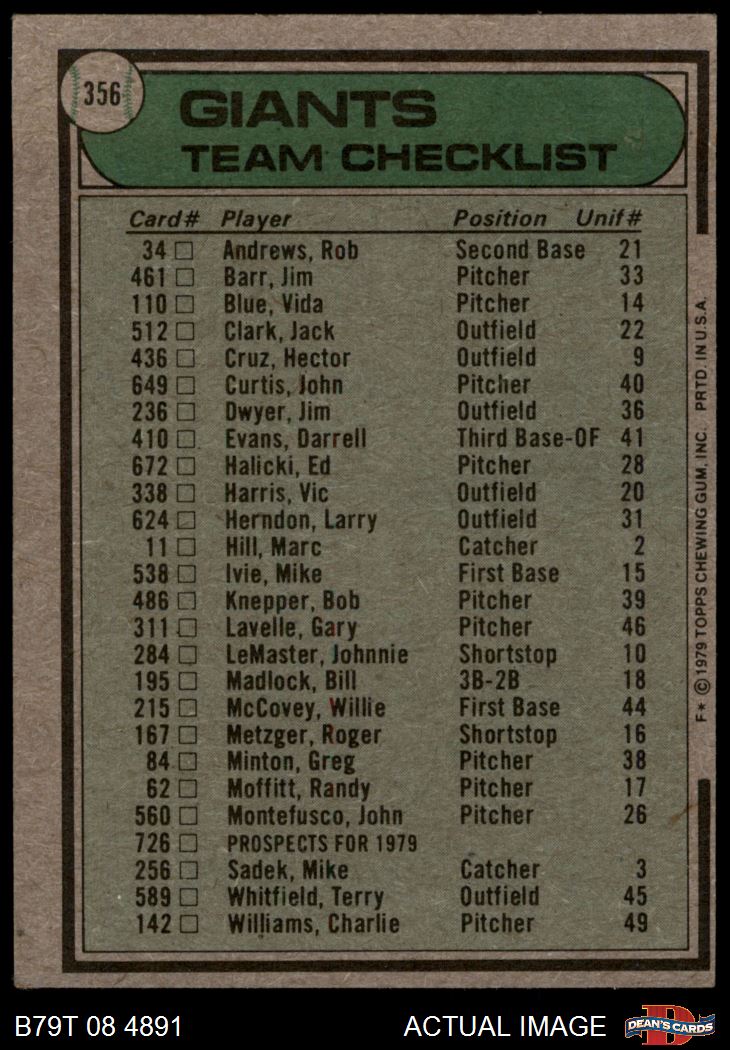 356
GIANTS
TEAM CHECKLIST
Card# Player Position Unif#
34 Andrews, Rob Second Base 21
461 Barr, Jim Pitcher 33
110 Blue, Vida Pitcher 14
512 Clark, Jack Outfield 22
436 Cruz, Hector Outfield 9
649 Curtis, John Pitcher 40
236 Dwyer, Jim Outfield 36
410 Evans, Darrell Third Base-OF 41
672 Halicki, Ed Pitcher 28
338 Harris, Vic Outfield 20
624 Herndon, Larry Outfield 31
11 Hill, Marc Catcher 2
538 Ivie, Mike First Base 15
486 Knepper, Bob Pitcher 39
311 Lavelle, Gary Pitcher 46
284 LeMaster, Johnnie Shortstop 10
195 Madlock, Bill 3B-2B 18
215 McCovey, Willie First Base 44
167 Metzger, Roger Shortstop 16
84 Minton, Greg Pitcher 38
62 Moffitt, Randy Pitcher 17
560 Montefusco, John Pitcher 26
726 PROSPECTS FOR 1979
256 Sadek, Mike Catcher 3
589 Whitfield, Terry Outfield 45
142 Williams, Charlie Pitcher 49
F* © 1979 TOPPS CHEWING GUM, INC. PRTD. IN U.S.A.
B79T 08 4891 ACTUAL IMAGE
D
DEAN'S CARDS